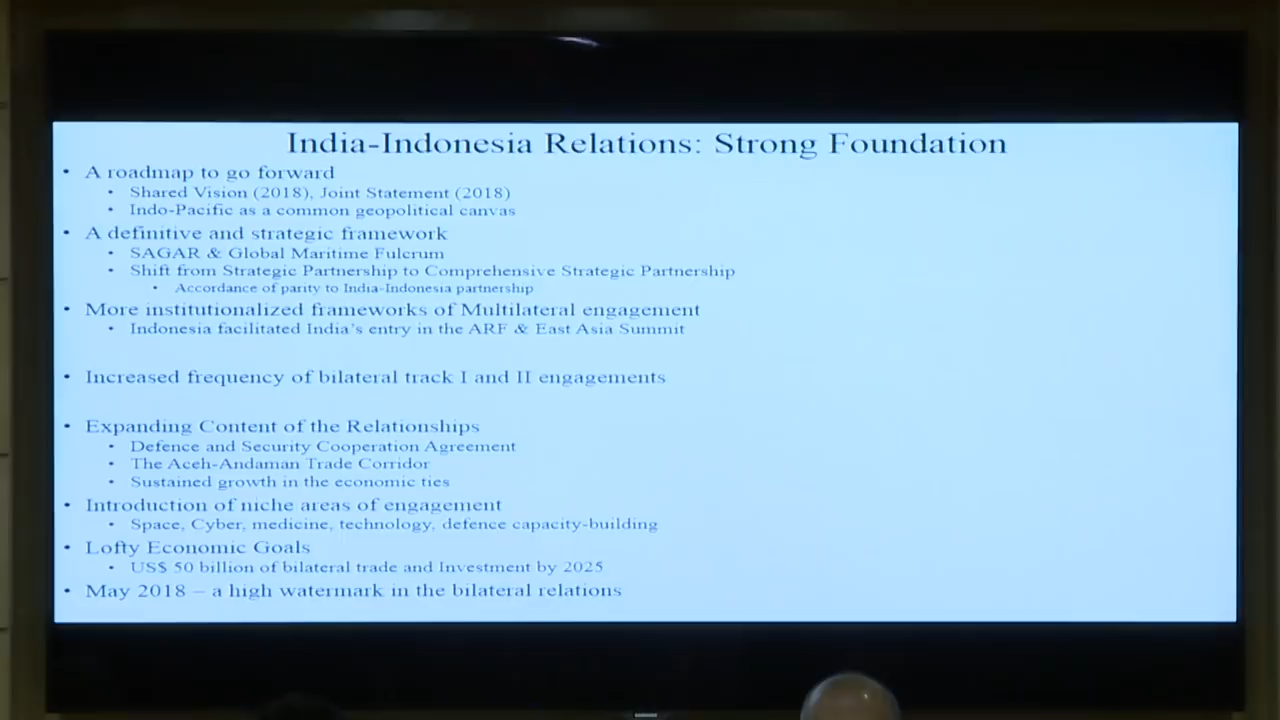 India-Indonesia Relations: Strong Foundation
• A roadmap to go forward
• Shared Vision (2018), Joint Statement (2018)
• Indo-Pacific as a common geopolitical canvas
• A definitive and strategic framework
• SAGAR & Global Maritime Fulcrum
• Shift from Strategic Partnership to Comprehensive Strategic Partnership
• Accordance of parity to India-Indonesia partnership
• More institutionalized frameworks of Multilateral engagement
• Indonesia facilitated India's entry in the ARF & East Asia Summit
• Increased frequency of bilateral track I and II engagements
• Expanding Content of the Relationships
• Defence and Security Cooperation Agreement
• The Aceh-Andaman Trade Corridor
• Sustained growth in the economic ties
• Introduction of niche areas of engagement
• Space, Cyber, medicine, technology, defence capacity-building
• Lofty Economic Goals
• US$ 50 billion of bilateral trade and Investment by 2025
• May 2018 – a high watermark in the bilateral relations